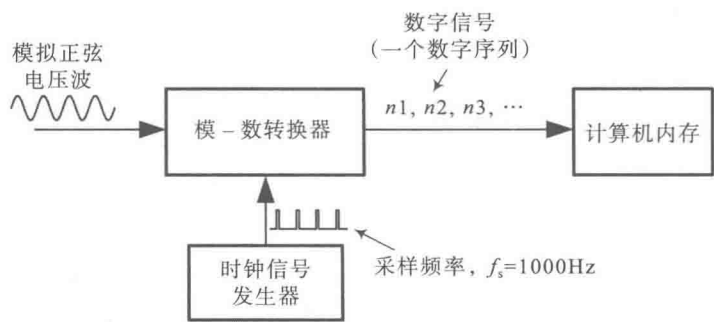 模拟正弦
电压波
模－数转换器
数字信号
（一个数字序列）
n1, n2, n3, …
计算机内存
时钟信号
发生器
采样频率，fs=1000Hz